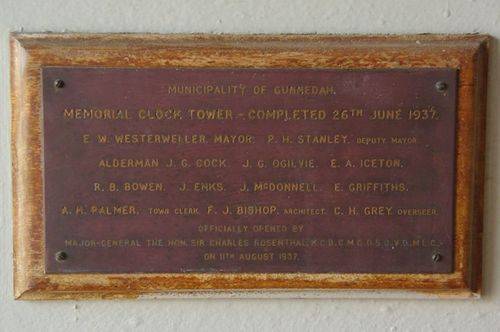 MUNICIPALITY OF GUNNEDAH.
MEMORIAL CLOCK TOWER - COMPLETED 26TH JUNE 1937.
E. W. WESTERWELLER. MAYOR. P. H. STANLEY. DEPUTY MAYOR
ALDERMAN J. G. COCK. J. G. OGILVIE. E. A. ICETON.
R. B. BOWEN. J. ENKS. J. McDONNELL. E. GRIFFITHS.
A. M. PALMER. TOWN CLERK. F. J. BISHOP. ARCHITECT. C. H. GREY. OVERSEER.
OFFICIALLY OPENED BY
MAJOR-GENERAL THE HON. SIR CHARLES ROSENTHAL. K.C.B. C.M.G. D.S.O. V.D. M.L.C.
ON 11TH AUGUST 1937.